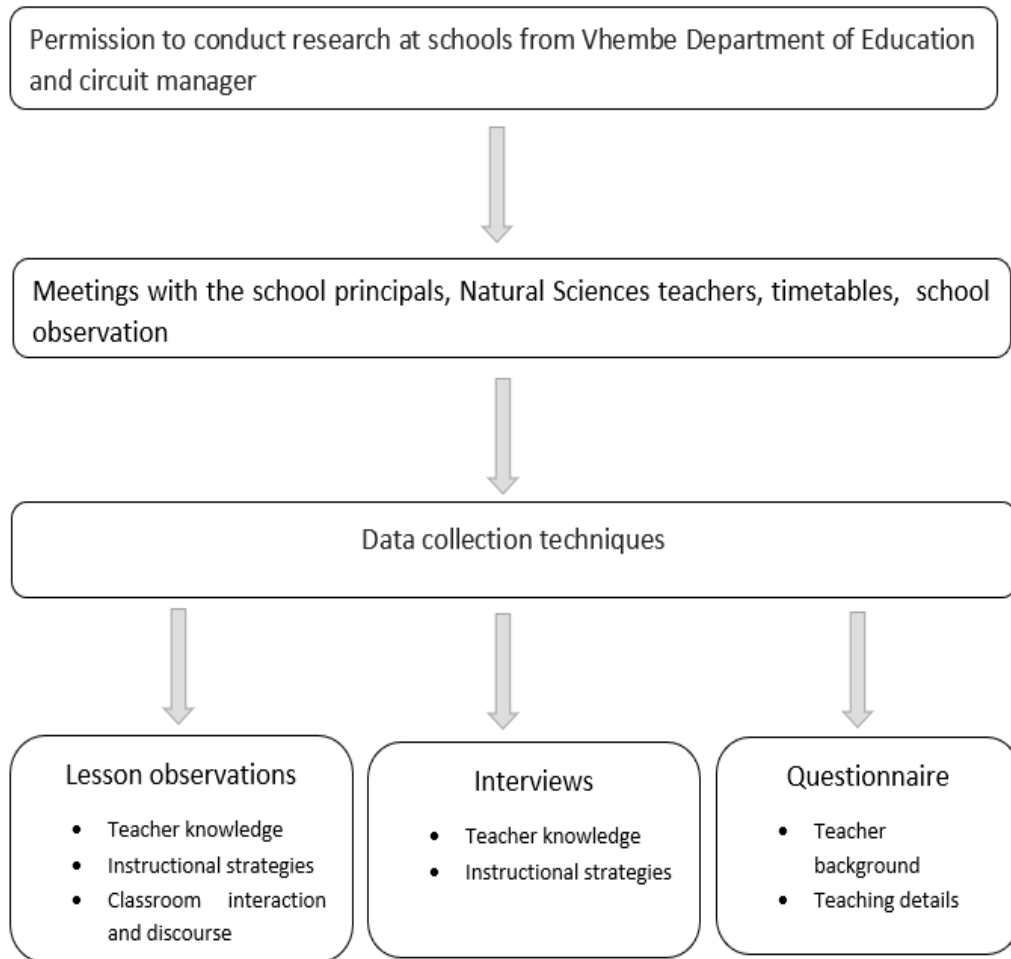 Permission to conduct research at schools from Vhembe Department of Education
and circuit manager
Meetings with the school principals, Natural Sciences teachers, timetables, school
observation
Data collection techniques
Lesson observations
• Teacher knowledge
• Instructional strategies
• Classroom interaction
and discourse
Interviews
• Teacher knowledge
• Instructional strategies
Questionnaire
• Teacher
background
• Teaching details